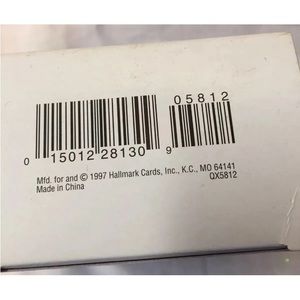 05812
0 15012 28130 9
Mfd. for and © 1997 Hallmark Cards, Inc., K.C., MO 64141
Made in China QX5812